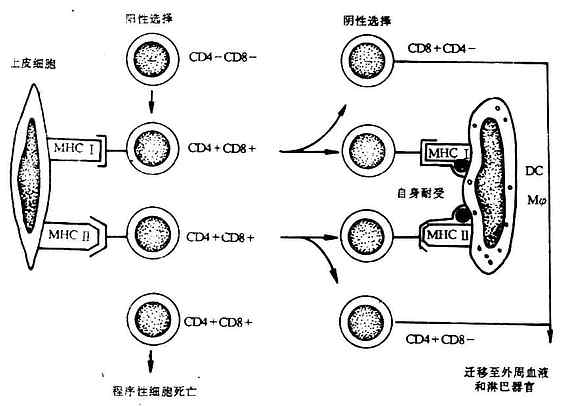 阳性选择
阴性选择
上皮细胞
CD4－CD8－
CD8＋CD4－
MHC I
CD4＋CD8＋
MHC I
DC
Mφ
自身耐受
MHC II
CD4＋CD8＋
MHC II
CD4＋CD8＋
CD4＋CD8－
程序性细胞死亡
迁移至外周血液
和淋巴器官